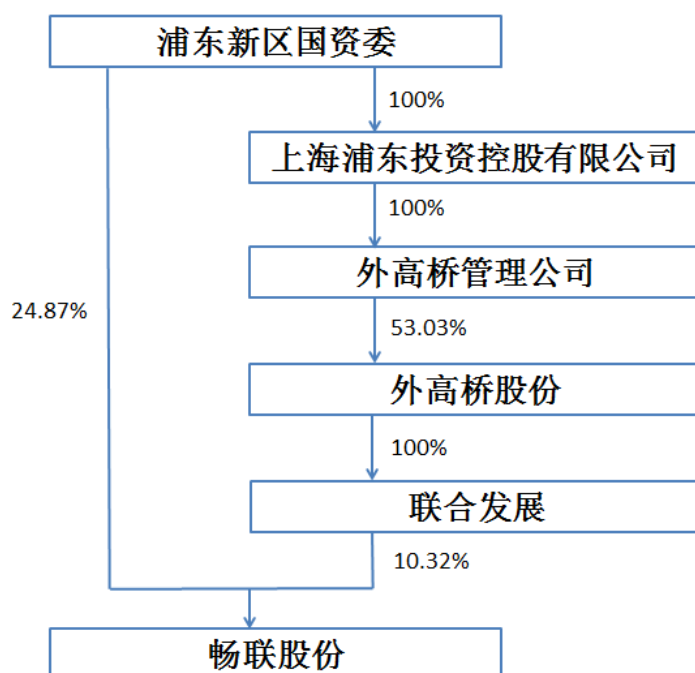 浦东新区国资委
100%
上海浦东投资控股有限公司
100%
外高桥管理公司
24.87%
53.03%
外高桥股份
100%
联合发展
10.32%
畅联股份